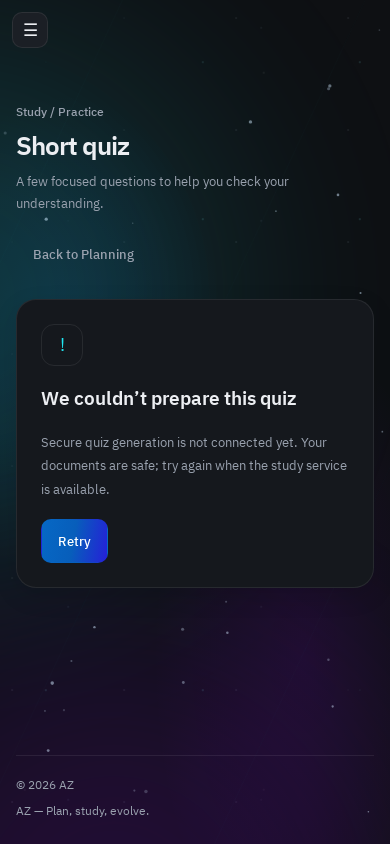 ☰
Study / Practice
Short quiz
A few focused questions to help you check your
understanding.
Back to Planning
!
We couldn’t prepare this quiz
Secure quiz generation is not connected yet. Your
documents are safe; try again when the study service
is available.
Retry
© 2026 AZ
AZ — Plan, study, evolve.